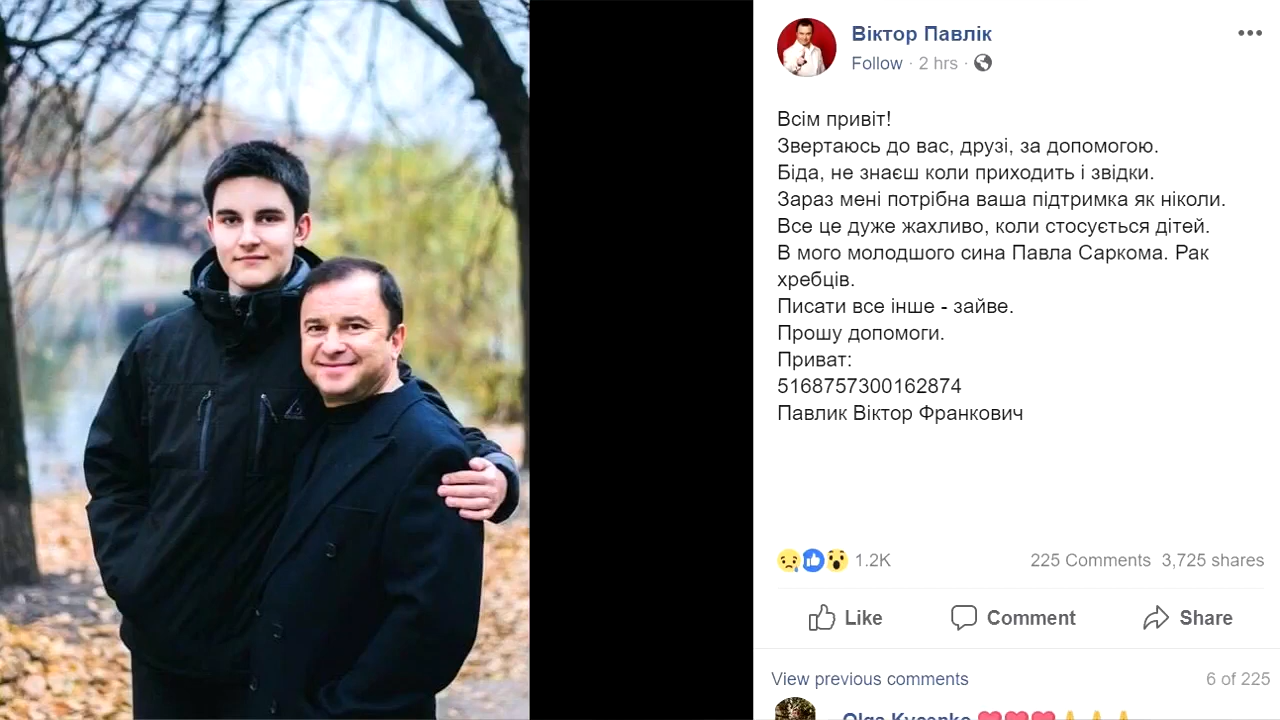 Віктор Павлік
Follow · 2 hrs ·
Всім привіт!
Звертаюсь до вас, друзі, за допомогою.
Біда, не знаєш коли приходить і звідки.
Зараз мені потрібна ваша підтримка як ніколи.
Все це дуже жахливо, коли стосується дітей.
В мого молодшого сина Павла Саркома. Рак
хребців.
Писати все інше - зайве.
Прошу допомоги.
Приват:
5168757300162874
Павлик Віктор Франкович
1.2K 225 Comments 3,725 shares
Like Comment Share
View previous comments 6 of 225
Olga Kysenko